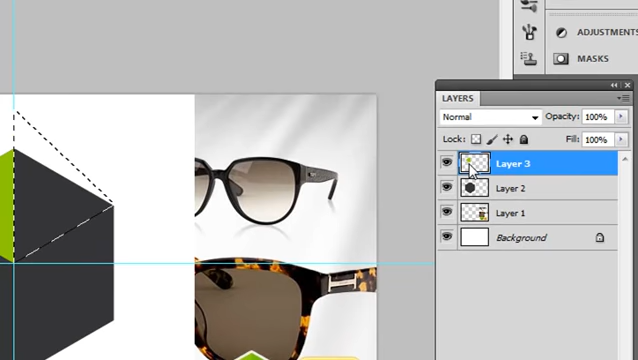 ADJUSTMENTS
MASKS
LAYERS
Normal
Opacity: 100%
Lock:
Fill: 100%
Layer 3
Layer 2
Layer 1
Background